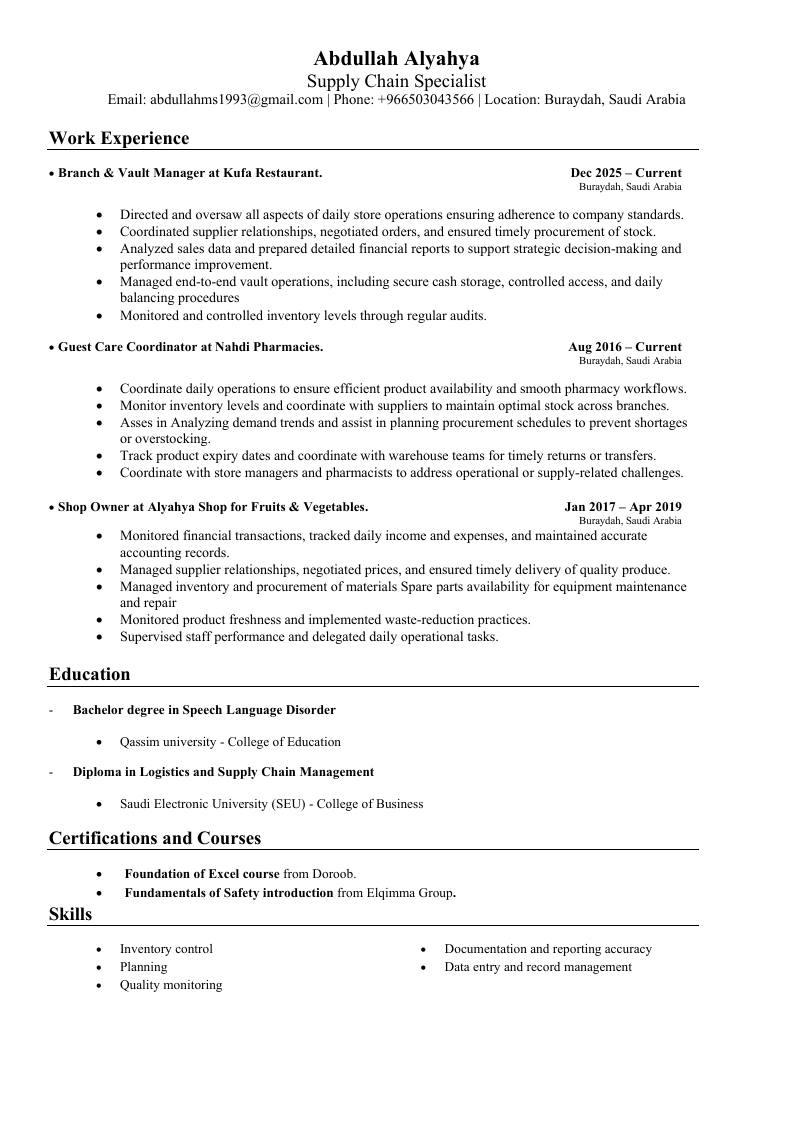 Abdullah Alyahya
Supply Chain Specialist
Email: abdullahms1993@gmail.com | Phone: +966503043566 | Location: Buraydah, Saudi Arabia
Work Experience
• Branch & Vault Manager at Kufa Restaurant. Dec 2025 – Current
Buraydah, Saudi Arabia
• Directed and oversaw all aspects of daily store operations ensuring adherence to company standards.
• Coordinated supplier relationships, negotiated orders, and ensured timely procurement of stock.
• Analyzed sales data and prepared detailed financial reports to support strategic decision-making and
performance improvement.
• Managed end-to-end vault operations, including secure cash storage, controlled access, and daily
balancing procedures
• Monitored and controlled inventory levels through regular audits.
• Guest Care Coordinator at Nahdi Pharmacies. Aug 2016 – Current
Buraydah, Saudi Arabia
• Coordinate daily operations to ensure efficient product availability and smooth pharmacy workflows.
• Monitor inventory levels and coordinate with suppliers to maintain optimal stock across branches.
• Asses in Analyzing demand trends and assist in planning procurement schedules to prevent shortages
or overstocking.
• Track product expiry dates and coordinate with warehouse teams for timely returns or transfers.
• Coordinate with store managers and pharmacists to address operational or supply-related challenges.
• Shop Owner at Alyahya Shop for Fruits & Vegetables. Jan 2017 – Apr 2019
Buraydah, Saudi Arabia
• Monitored financial transactions, tracked daily income and expenses, and maintained accurate
accounting records.
• Managed supplier relationships, negotiated prices, and ensured timely delivery of quality produce.
• Managed inventory and procurement of materials Spare parts availability for equipment maintenance
and repair
• Monitored product freshness and implemented waste-reduction practices.
• Supervised staff performance and delegated daily operational tasks.
Education
- Bachelor degree in Speech Language Disorder
• Qassim university - College of Education
- Diploma in Logistics and Supply Chain Management
• Saudi Electronic University (SEU) - College of Business
Certifications and Courses
• Foundation of Excel course from Doroob.
• Fundamentals of Safety introduction from Elqimma Group.
Skills
• Inventory control
• Planning
• Quality monitoring
• Documentation and reporting accuracy
• Data entry and record management